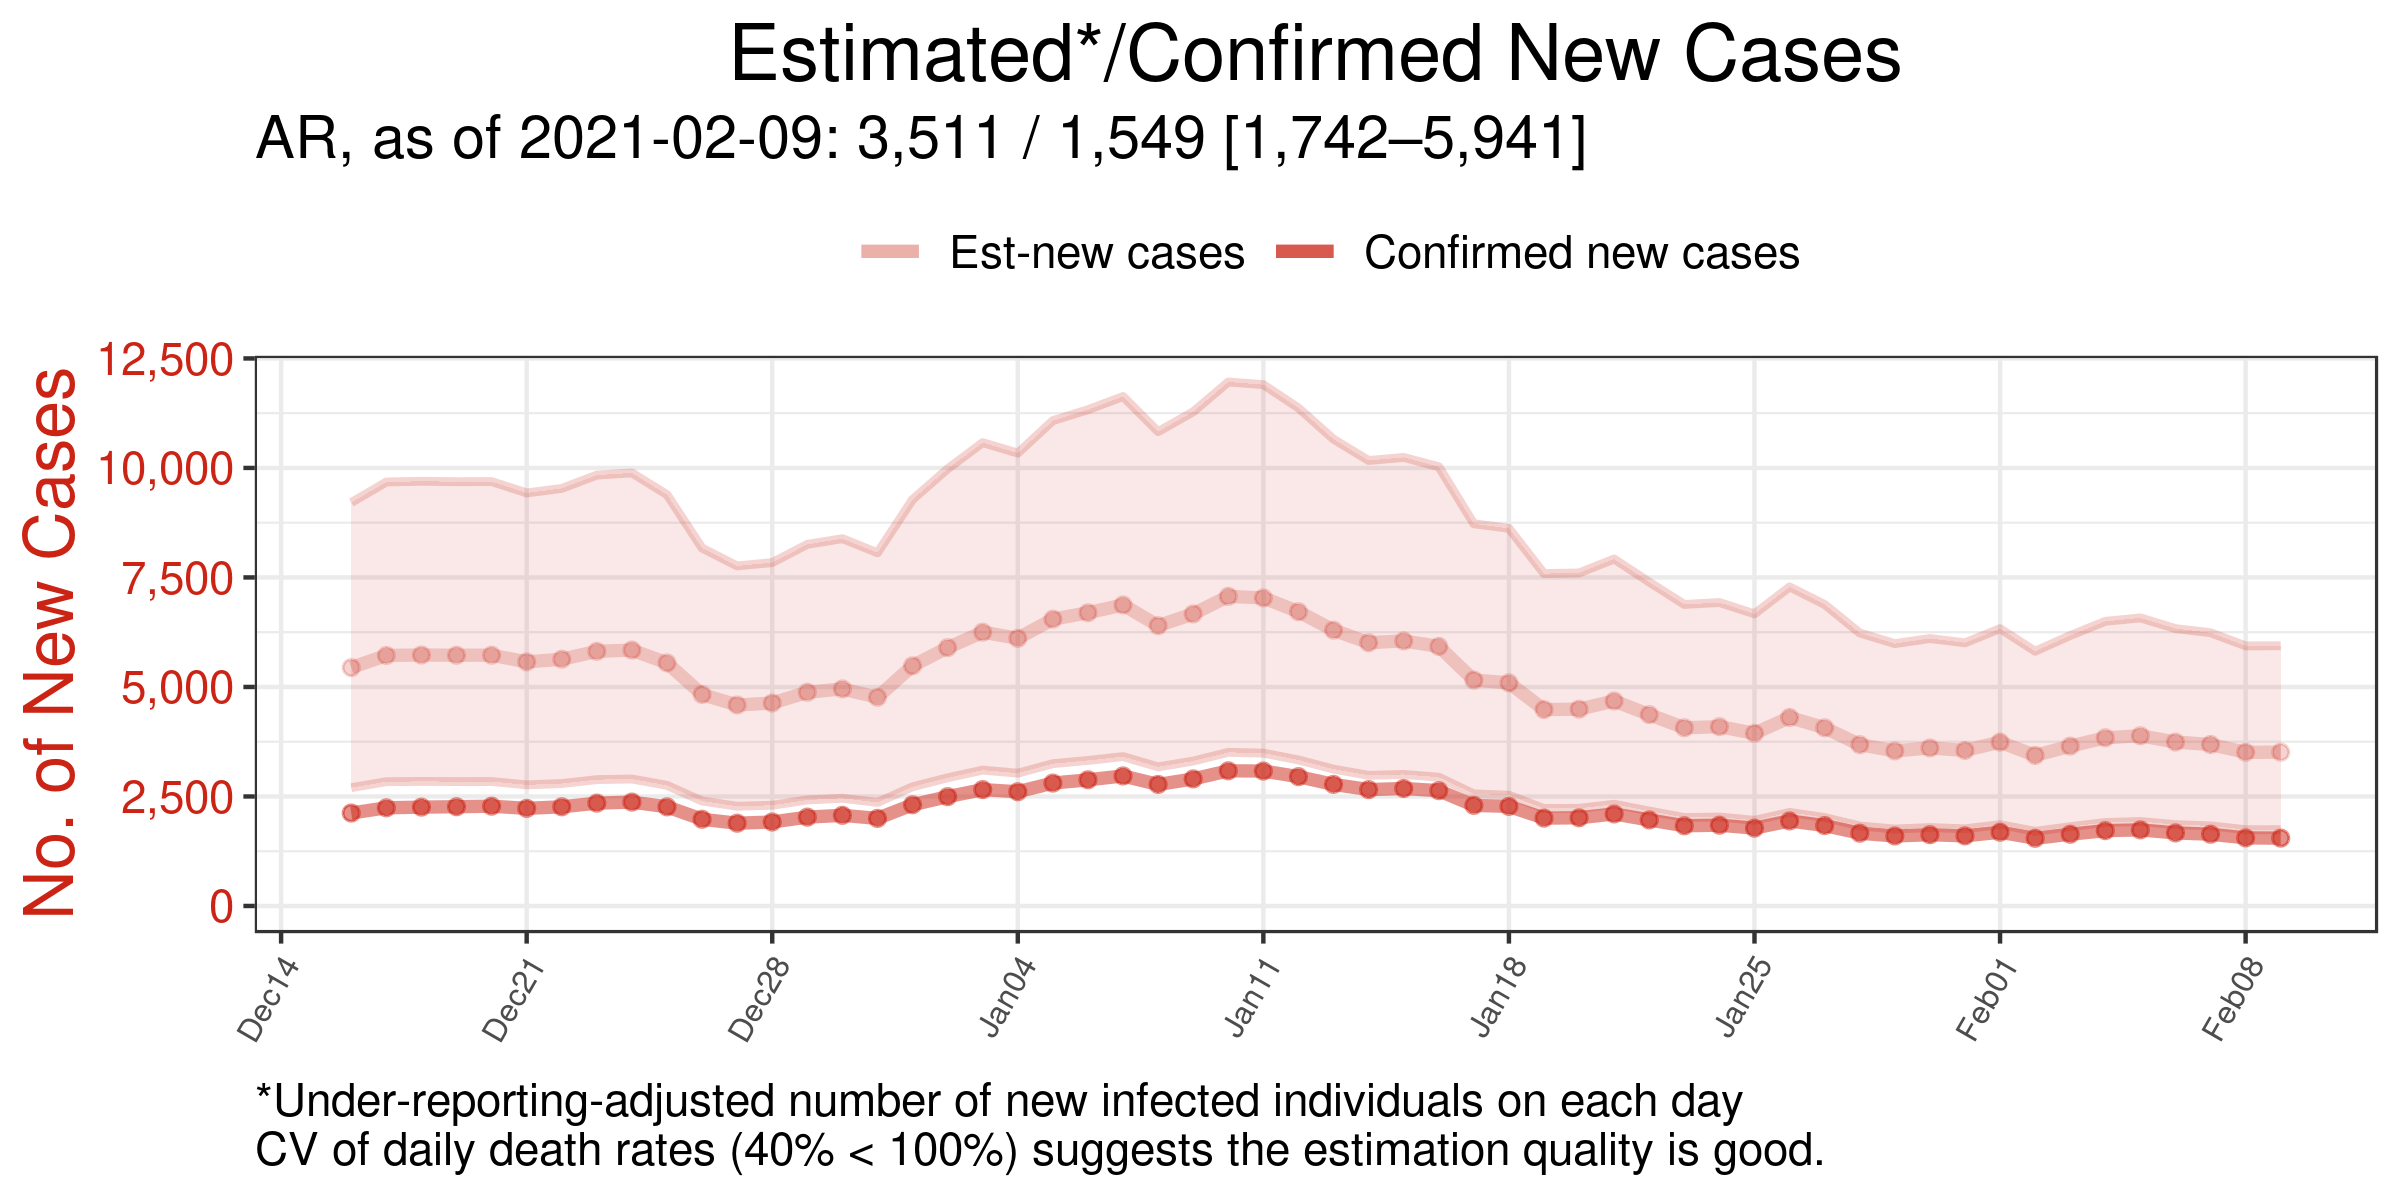 Estimated*/Confirmed New Cases
AR, as of 2021-02-09: 3,511 / 1,549 [1,742–5,941]
Est-new cases
Confirmed new cases
No. of New Cases
12,500
10,000
7,500
5,000
2,500
0
Dec14
Dec21
Dec28
Jan04
Jan11
Jan18
Jan25
Feb01
Feb08
*Under-reporting-adjusted number of new infected individuals on each day
CV of daily death rates (40% < 100%) suggests the estimation quality is good.